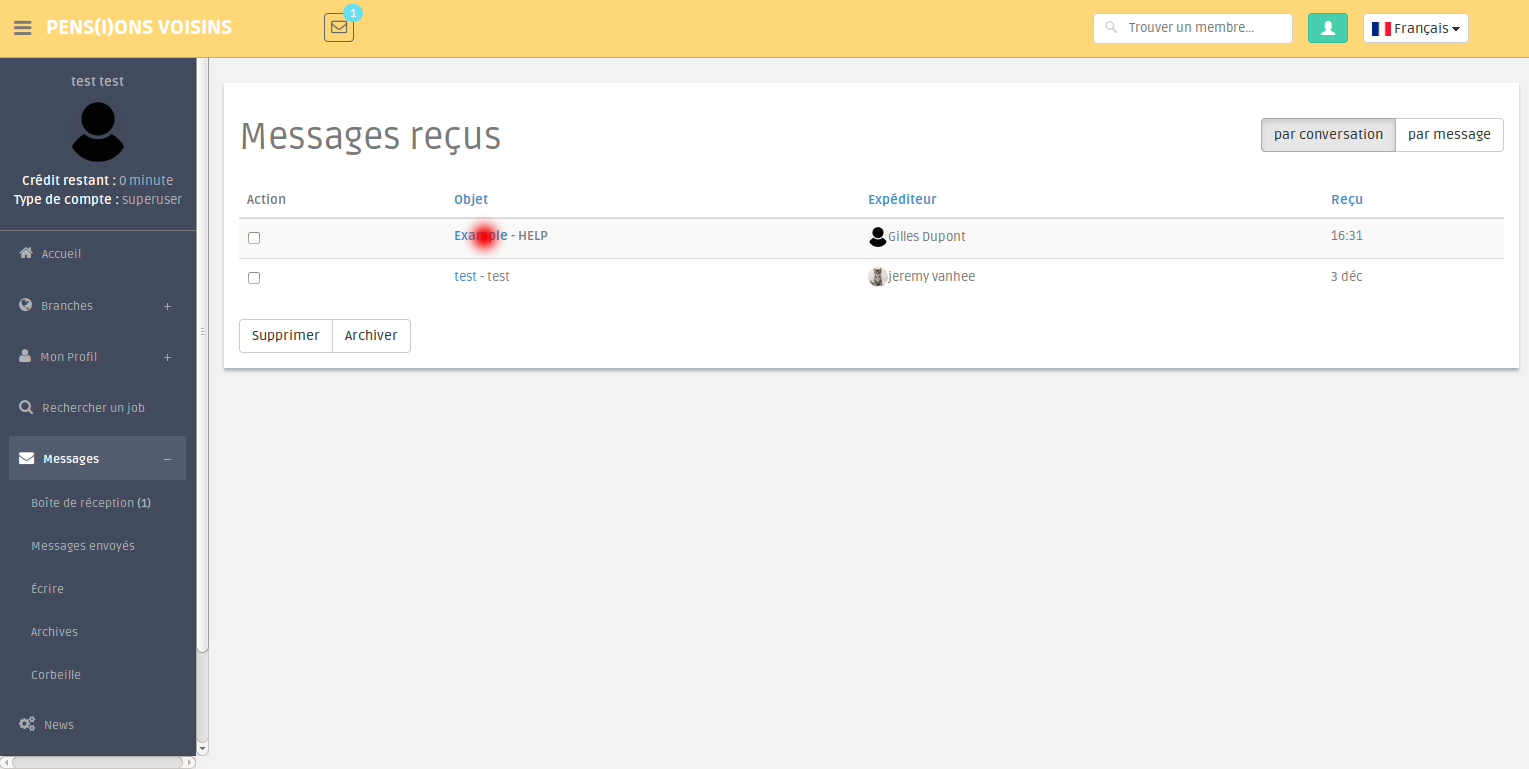 PENS(I)ONS VOISINS
1
Trouver un membre...
Français
test test
Crédit restant : 0 minute
Type de compte : superuser
Accueil
Branches +
Mon Profil +
Rechercher un job
Messages –
Boîte de réception (1)
Messages envoyés
Écrire
Archives
Corbeille
News
Messages reçus
par conversation par message
Action Objet Expéditeur Reçu
Example - HELP Gilles Dupont 16:31
test - test jeremy vanhee 3 déc
Supprimer Archiver